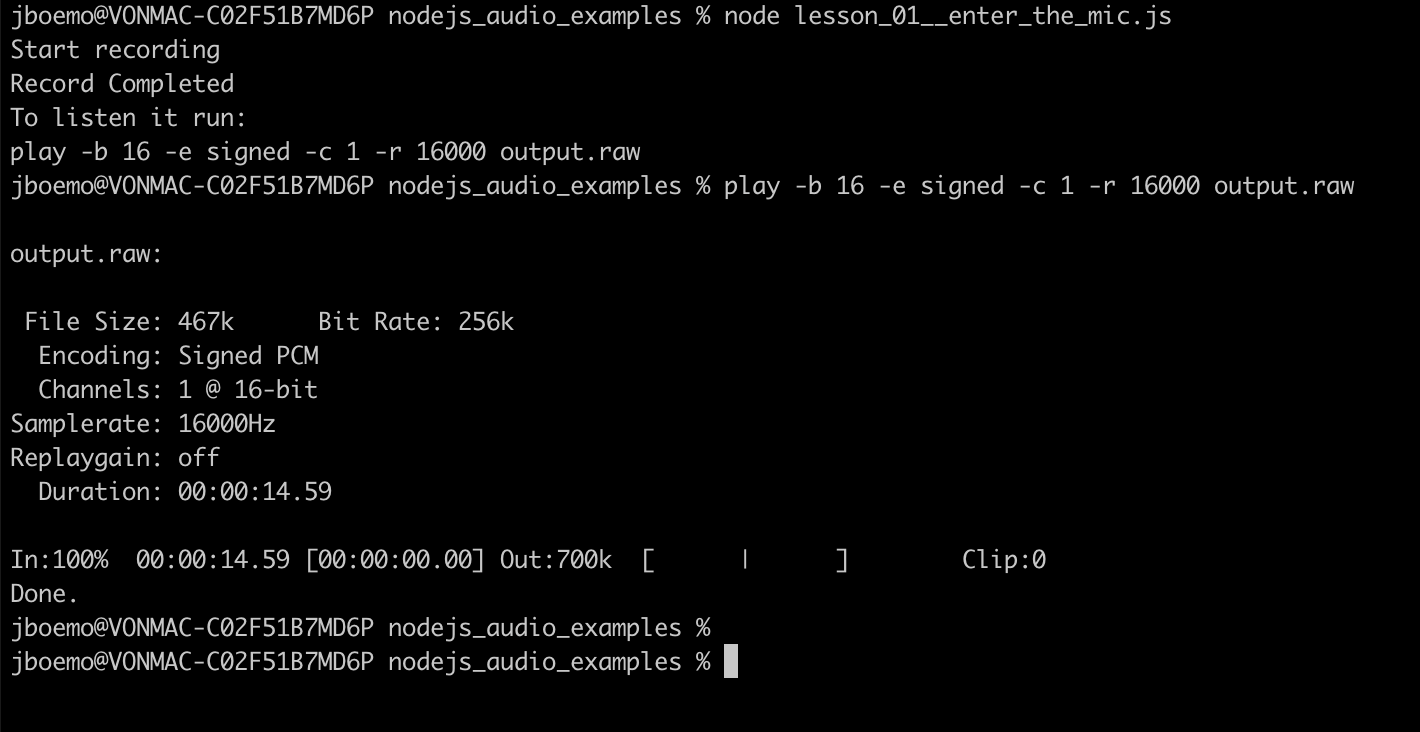 jboemo@VONMAC-C02F51B7MD6P nodejs_audio_examples % node lesson_01__enter_the_mic.js
Start recording
Record Completed
To listen it run:
play -b 16 -e signed -c 1 -r 16000 output.raw
jboemo@VONMAC-C02F51B7MD6P nodejs_audio_examples % play -b 16 -e signed -c 1 -r 16000 output.raw

output.raw:

 File Size: 467k      Bit Rate: 256k
  Encoding: Signed PCM
  Channels: 1 @ 16-bit
Samplerate: 16000Hz
Replaygain: off
  Duration: 00:00:14.59

In:100%  00:00:14.59 [00:00:00.00] Out:700k  [      |      ]        Clip:0
Done.
jboemo@VONMAC-C02F51B7MD6P nodejs_audio_examples %
jboemo@VONMAC-C02F51B7MD6P nodejs_audio_examples %